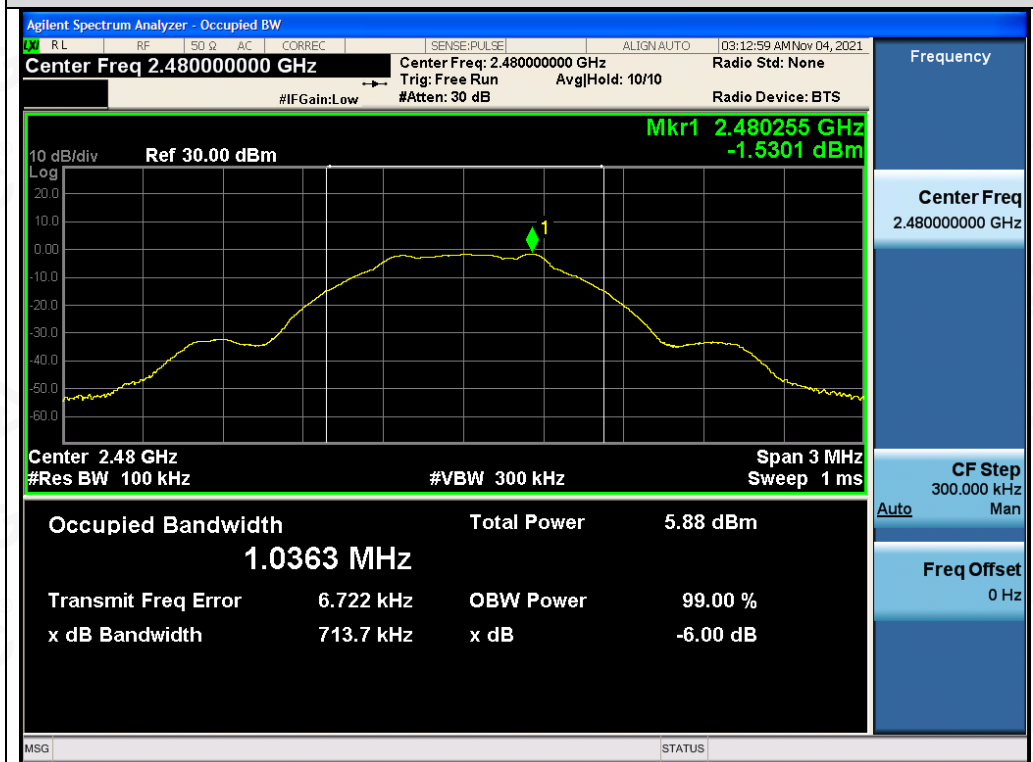 Agilent Spectrum Analyzer - Occupied BW
LXI RL RF 50 Ω AC CORREC SENSE:PULSE ALIGN AUTO 03:12:59 AM Nov 04, 2021
Center Freq 2.480000000 GHz
Center Freq: 2.480000000 GHz
Radio Std: None
Trig: Free Run Avg|Hold: 10/10
#IFGain:Low #Atten: 30 dB Radio Device: BTS
Mkr1 2.480255 GHz
-1.5301 dBm
10 dB/div Ref 30.00 dBm
Log
20.0
10.0
0.00
-10.0
-20.0
-30.0
-40.0
-50.0
-60.0
1
Center 2.48 GHz Span 3 MHz
#Res BW 100 kHz #VBW 300 kHz Sweep 1 ms
Occupied Bandwidth Total Power 5.88 dBm
1.0363 MHz
Transmit Freq Error 6.722 kHz OBW Power 99.00 %
x dB Bandwidth 713.7 kHz x dB -6.00 dB
MSG STATUS
Frequency
Center Freq
2.480000000 GHz
CF Step
300.000 kHz
Auto Man
Freq Offset
0 Hz